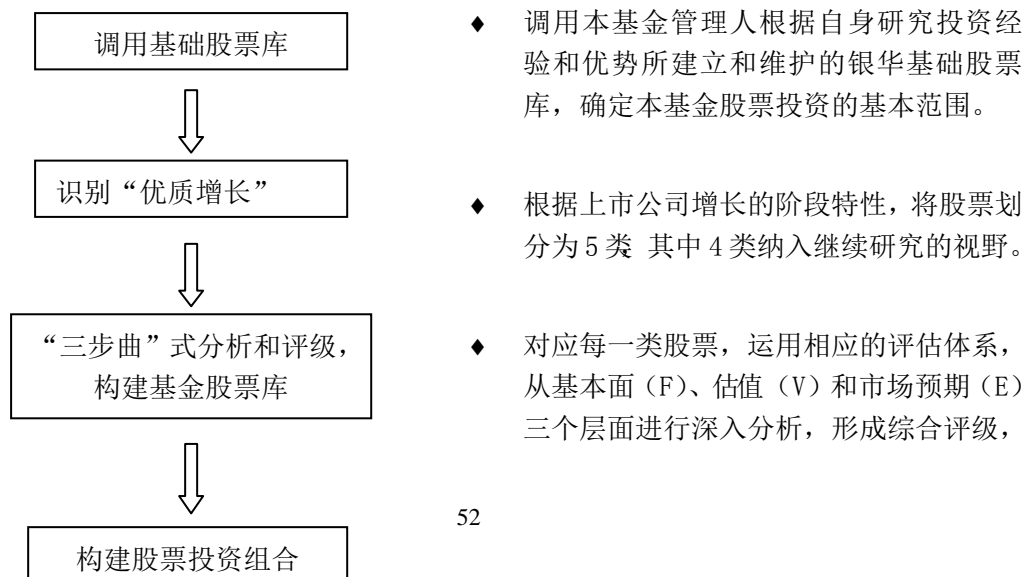 调用基础股票库
♦ 调用本基金管理人根据自身研究投资经
验和优势所建立和维护的银华基础股票
库，确定本基金股票投资的基本范围。
识别“优质增长”
♦ 根据上市公司增长的阶段特性，将股票划
分为 5 类，其中 4 类纳入继续研究的视野。
“三步曲”式分析和评级，
构建基金股票库
♦ 对应每一类股票，运用相应的评估体系，
从基本面（F）、估值（V）和市场预期（E）
三个层面进行深入分析，形成综合评级，
52
构建股票投资组合